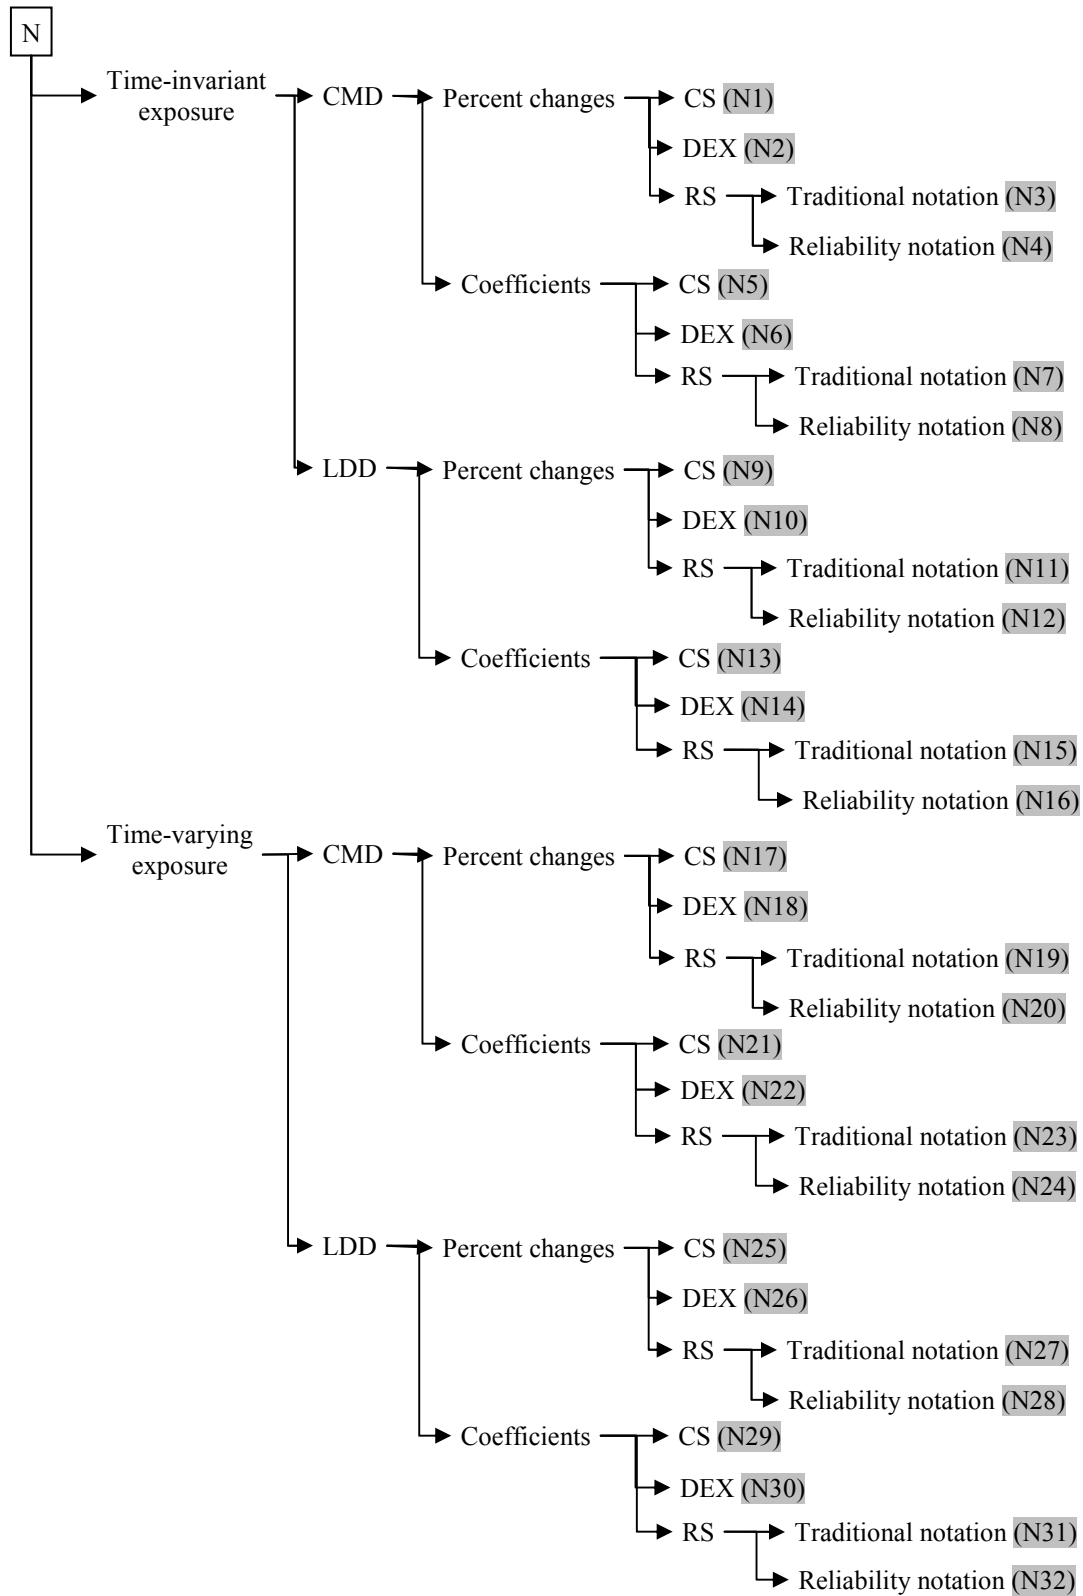 N
Time-invariant
exposure
CMD
Percent changes
CS (N1)
DEX (N2)
RS
Traditional notation (N3)
Reliability notation (N4)
Coefficients
CS (N5)
DEX (N6)
RS
Traditional notation (N7)
Reliability notation (N8)
LDD
Percent changes
CS (N9)
DEX (N10)
RS
Traditional notation (N11)
Reliability notation (N12)
Coefficients
CS (N13)
DEX (N14)
RS
Traditional notation (N15)
Reliability notation (N16)
Time-varying
exposure
CMD
Percent changes
CS (N17)
DEX (N18)
RS
Traditional notation (N19)
Reliability notation (N20)
Coefficients
CS (N21)
DEX (N22)
RS
Traditional notation (N23)
Reliability notation (N24)
LDD
Percent changes
CS (N25)
DEX (N26)
RS
Traditional notation (N27)
Reliability notation (N28)
Coefficients
CS (N29)
DEX (N30)
RS
Traditional notation (N31)
Reliability notation (N32)